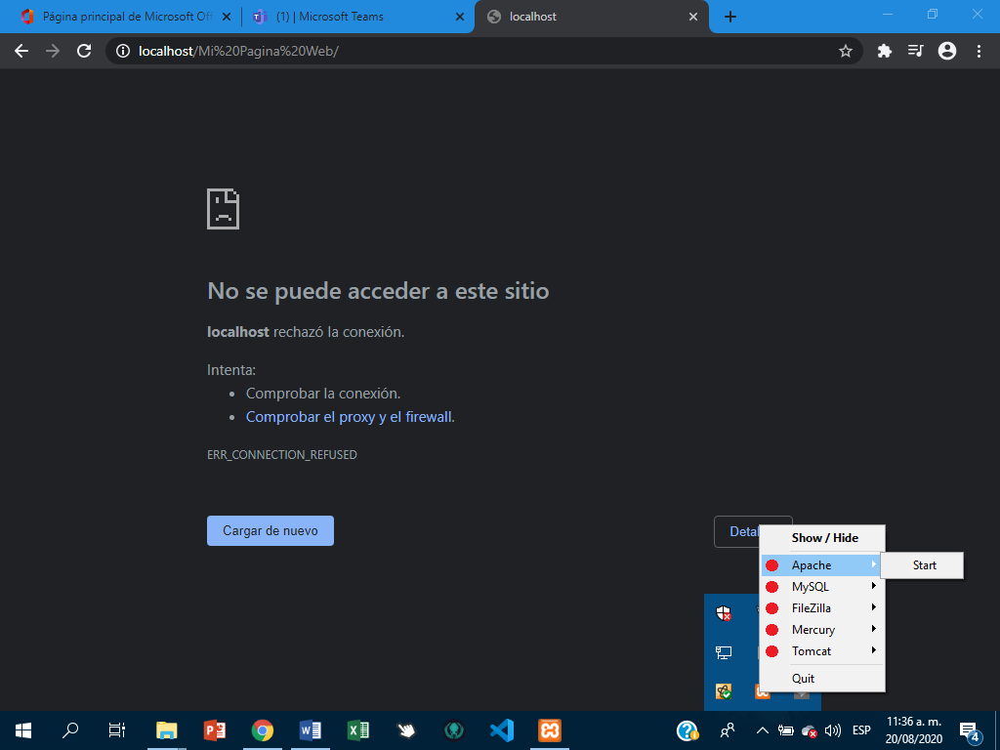 Página principal de Microsoft Off
(1) | Microsoft Teams
localhost
localhost/Mi%20Pagina%20Web/
No se puede acceder a este sitio
localhost rechazó la conexión.
Intenta:
• Comprobar la conexión.
• Comprobar el proxy y el firewall.
ERR_CONNECTION_REFUSED
Cargar de nuevo
Detal
Show / Hide
Apache
Start
MySQL
FileZilla
Mercury
Tomcat
Quit
ESP
11:36 a. m.
20/08/2020
4